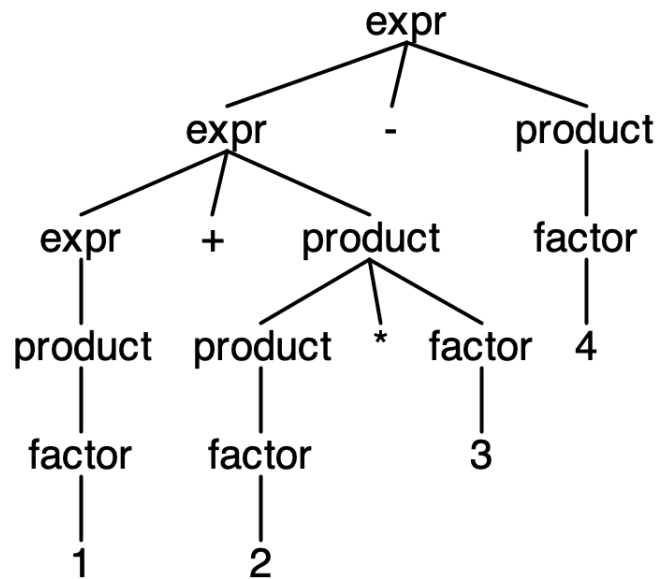 expr
expr - product
expr + product factor
product product * factor 4
factor factor 3
1 2